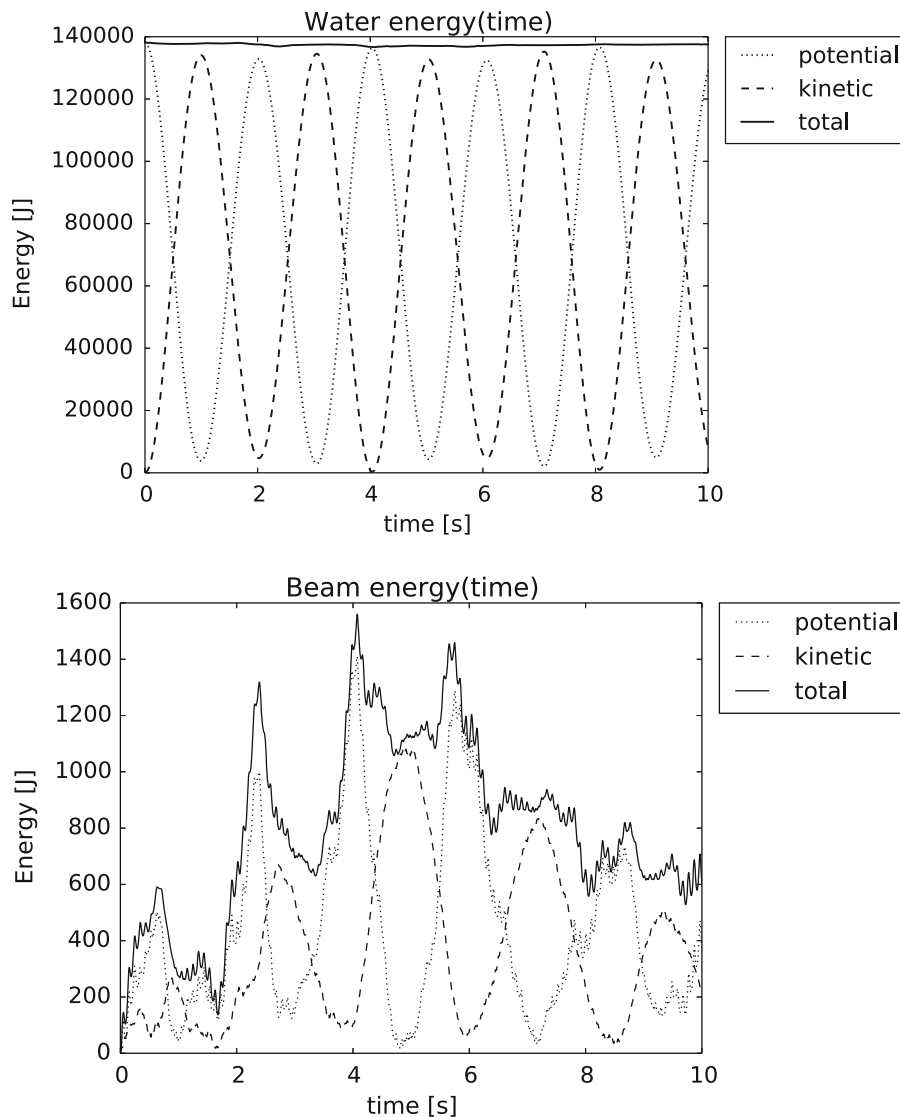 Water energy(time)
140000
120000
100000
80000
60000
40000
20000
0
Energy [J]
0 2 4 6 8 10
time [s]
potential
kinetic
total
Beam energy(time)
1600
1400
1200
1000
800
600
400
200
0
Energy [J]
0 2 4 6 8 10
time [s]
potential
kinetic
total